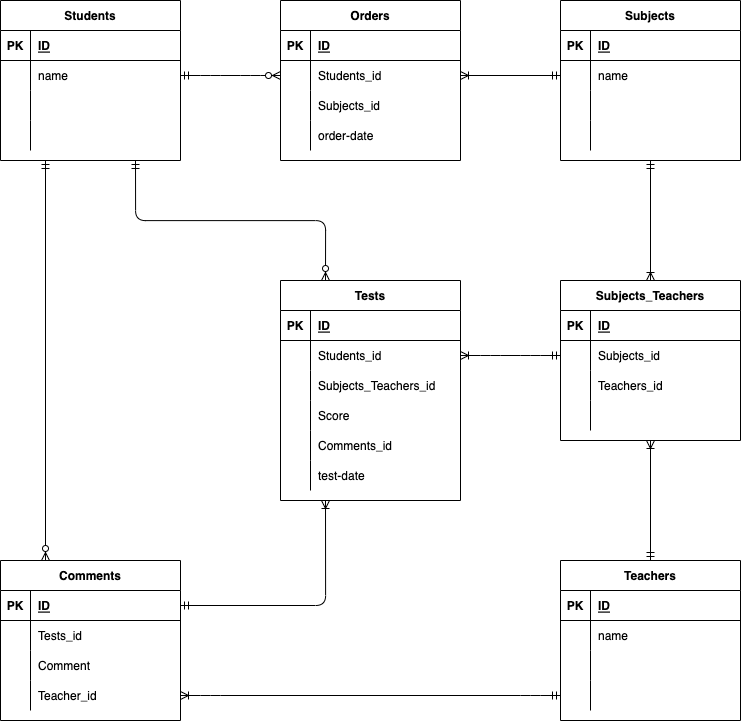 Students
PK ID
name
Orders
PK ID
Students_id
Subjects_id
order-date
Subjects
PK ID
name
Tests
PK ID
Students_id
Subjects_Teachers_id
Score
Comments_id
test-date
Subjects_Teachers
PK ID
Subjects_id
Teachers_id
Comments
PK ID
Tests_id
Comment
Teacher_id
Teachers
PK ID
name